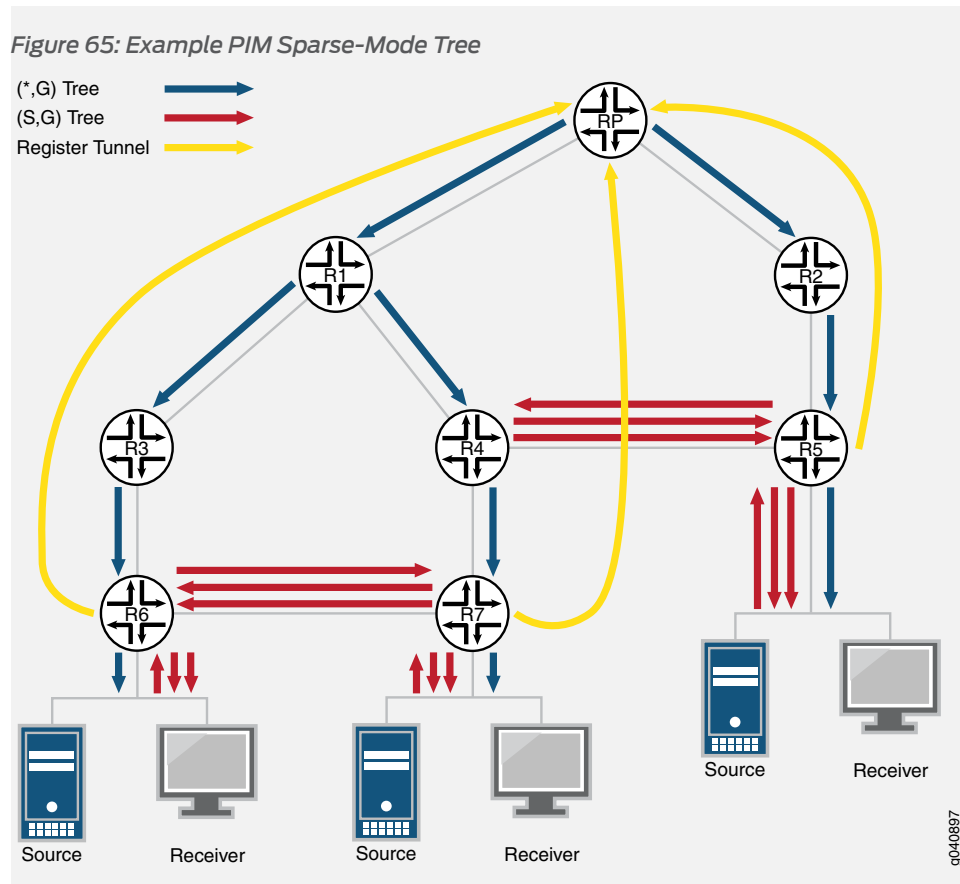 Figure 65: Example PIM Sparse-Mode Tree
(*,G) Tree
(S,G) Tree
Register Tunnel
RP
R1
R2
R3
R4
R5
R6
R7
Source
Receiver
Source
Receiver
Source
Receiver
g040897